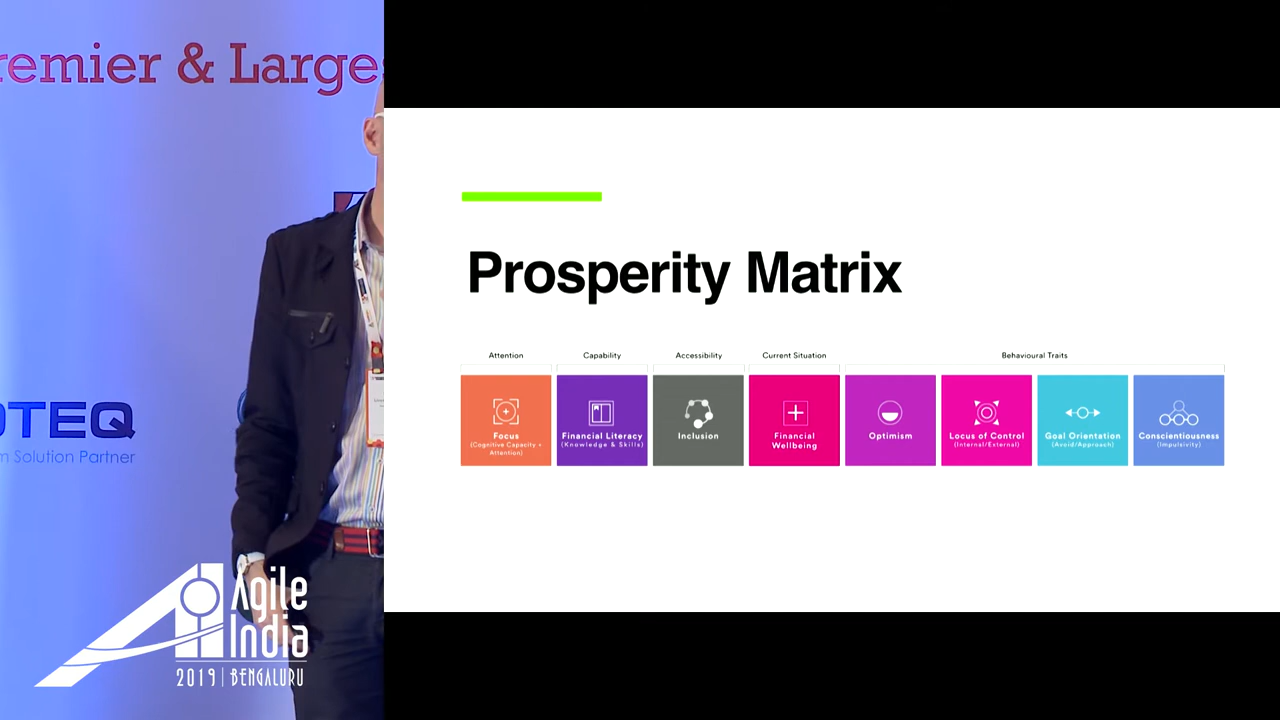 remier & Larges
OTEQ
m Solution Partner
Agile
India
2019 | BENGALURU
Prosperity Matrix
Attention
Capability
Accessibility
Current Situation
Behavioural Traits
Focus
(Cognitive Capacity +
Attention)
Financial Literacy
(Knowledge & Skills)
Inclusion
Financial
Wellbeing
Optimism
Locus of Control
(Internal/External)
Goal Orientation
(Avoid/Approach)
Conscientiousness
(Impulsivity)